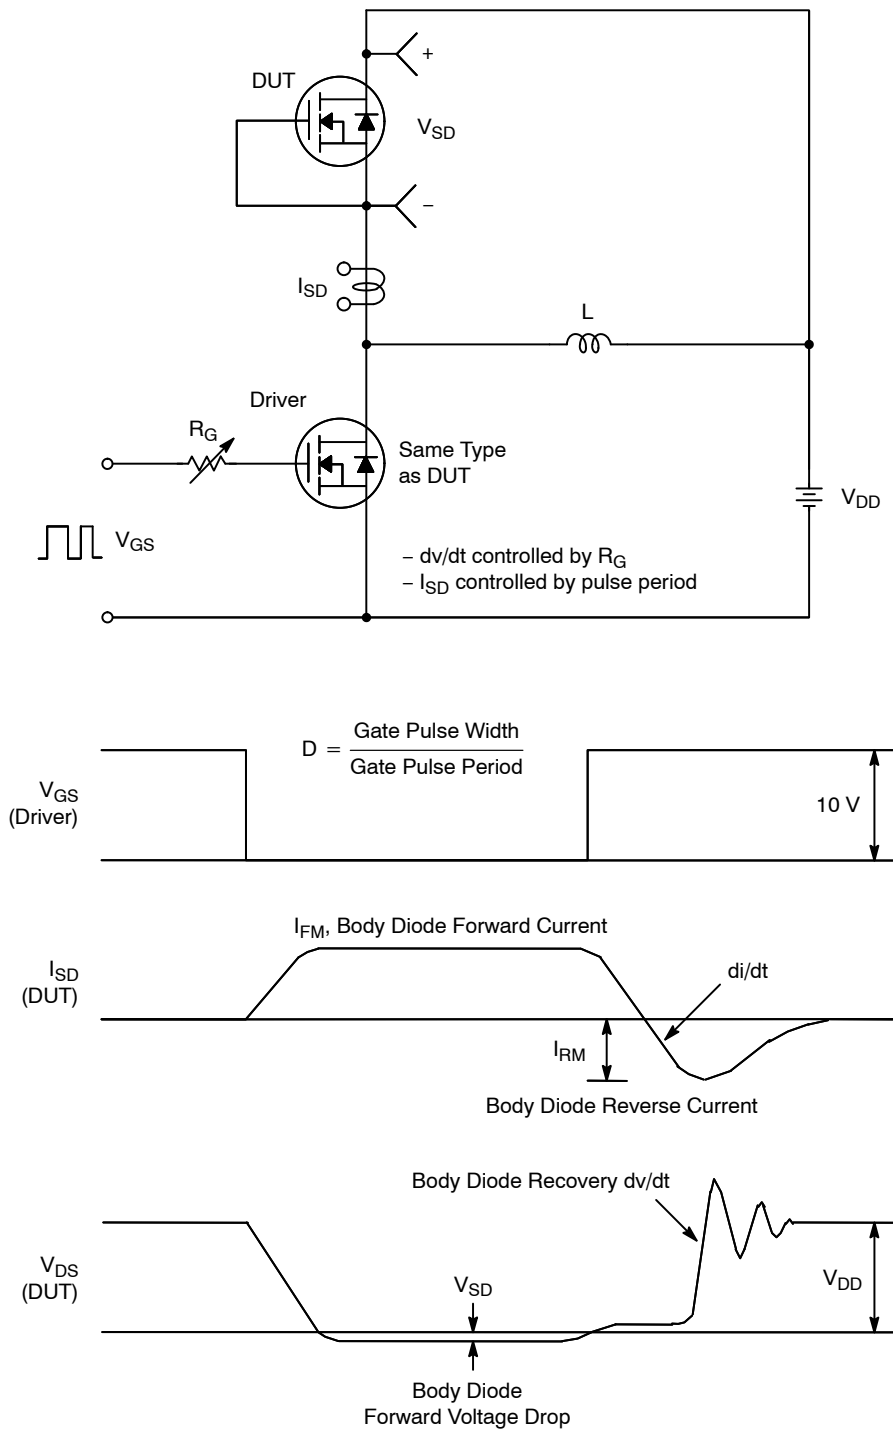 +
DUT
V_SD
–
I_SD
L
Driver
R_G
Same Type
as DUT
V_DD
V_GS
– dv/dt controlled by R_G
– I_SD controlled by pulse period
D = Gate Pulse Width / Gate Pulse Period
V_GS
(Driver)
10 V
I_FM, Body Diode Forward Current
I_SD
(DUT)
di/dt
I_RM
Body Diode Reverse Current
Body Diode Recovery dv/dt
V_DS
(DUT)
V_SD
V_DD
Body Diode
Forward Voltage Drop